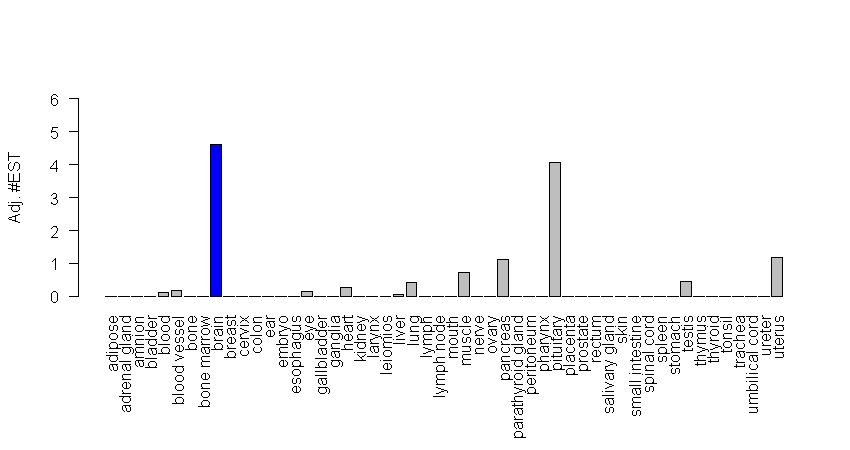 Adj. #EST
6
5
4
3
2
1
0
adipose
adrenal gland
amnion
bladder
blood
blood vessel
bone
bone marrow
brain
breast
cervix
colon
ear
embryo
esophagus
eye
gallbladder
ganglia
heart
kidney
larynx
leiomios
liver
lung
lymph
lymph node
mouth
muscle
nerve
ovary
pancreas
parathyroid gland
peritoneum
pharynx
pituitary
placenta
prostate
rectum
salivary gland
skin
small intestine
spinal cord
spleen
stomach
testis
thymus
thyroid
tonsil
trachea
umbilical cord
ureter
uterus